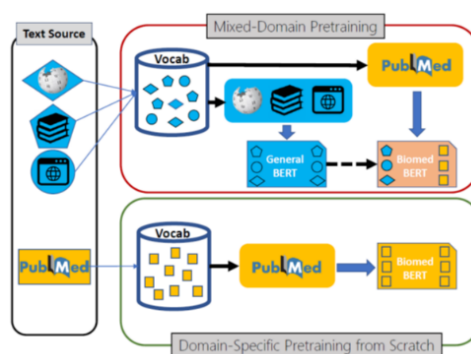 Text Source
PubMed
Mixed-Domain Pretraining
Vocab
PubMed
General
BERT
Biomed
BERT
Vocab
PubMed
Biomed
BERT
Domain-Specific Pretraining from Scratch